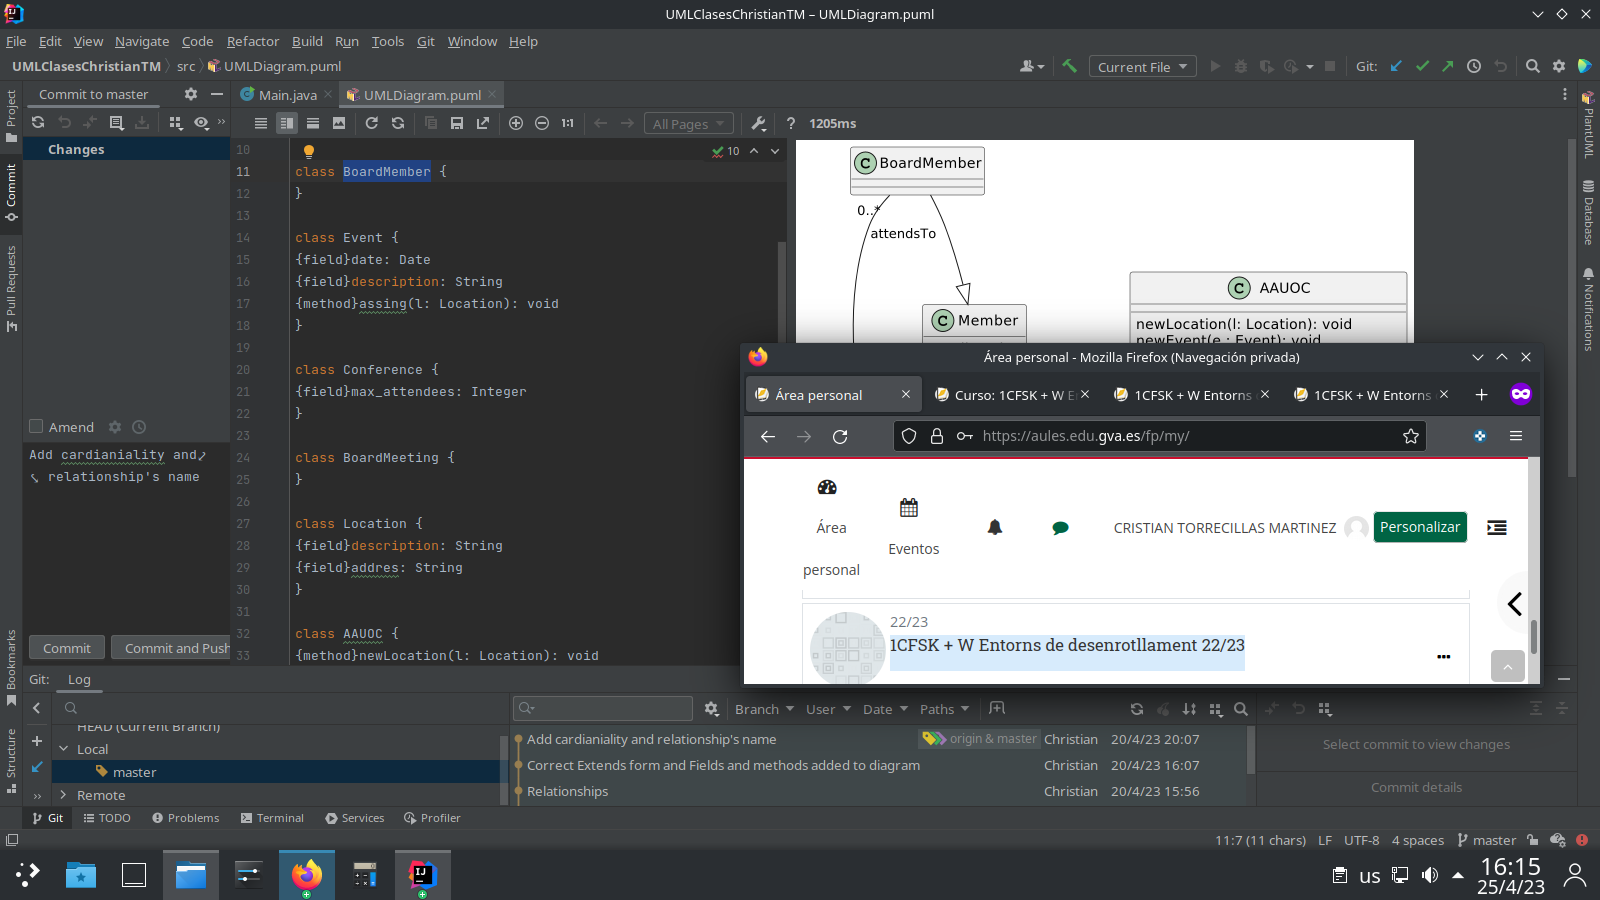 UMLClasesChristianTM – UMLDiagram.puml
File Edit View Navigate Code Refactor Build Run Tools Git Window Help
UMLClasesChristianTM src UMLDiagram.puml
Current File
Git:
Commit to master
Main.java
UMLDiagram.puml
All Pages
1205ms
Project
Commit
Pull Requests
Bookmarks
Structure
Changes
Amend
Add cardianiality and
relationship's name
Commit
Commit and Push
10
11 class BoardMember {
12 }
13
14 class Event {
15 {field}date: Date
16 {field}description: String
17 {method}assing(l: Location): void
18 }
19
20 class Conference {
21 {field}max_attendees: Integer
22 }
23
24 class BoardMeeting {
25 }
26
27 class Location {
28 {field}description: String
29 {field}addres: String
30 }
31
32 class AAUOC {
33 {method}newLocation(l: Location): void
10
C BoardMember
0..*
attendsTo
C Member
C AAUOC
newLocation(l: Location): void
newEvent(e : Event): void
PlantUML
Database
Notifications
Área personal - Mozilla Firefox (Navegación privada)
Área personal
Curso: 1CFSK + W E
1CFSK + W Entorns
1CFSK + W Entorns
https://aules.edu.gva.es/fp/my/
Área
personal
Eventos
CRISTIAN TORRECILLAS MARTINEZ
Personalizar
22/23
1CFSK + W Entorns de desenrotllament 22/23
Git: Log
HEAD (Current Branch)
Local
master
Remote
Branch User Date Paths
Add cardianiality and relationship's name origin & master Christian 20/4/23 20:07
Correct Extends form and Fields and methods added to diagram Christian 20/4/23 16:07
Relationships Christian 20/4/23 15:56
Select commit to view changes
Commit details
Git TODO Problems Terminal Services Profiler
11:7 (11 chars) LF UTF-8 4 spaces master
us
16:15
25/4/23